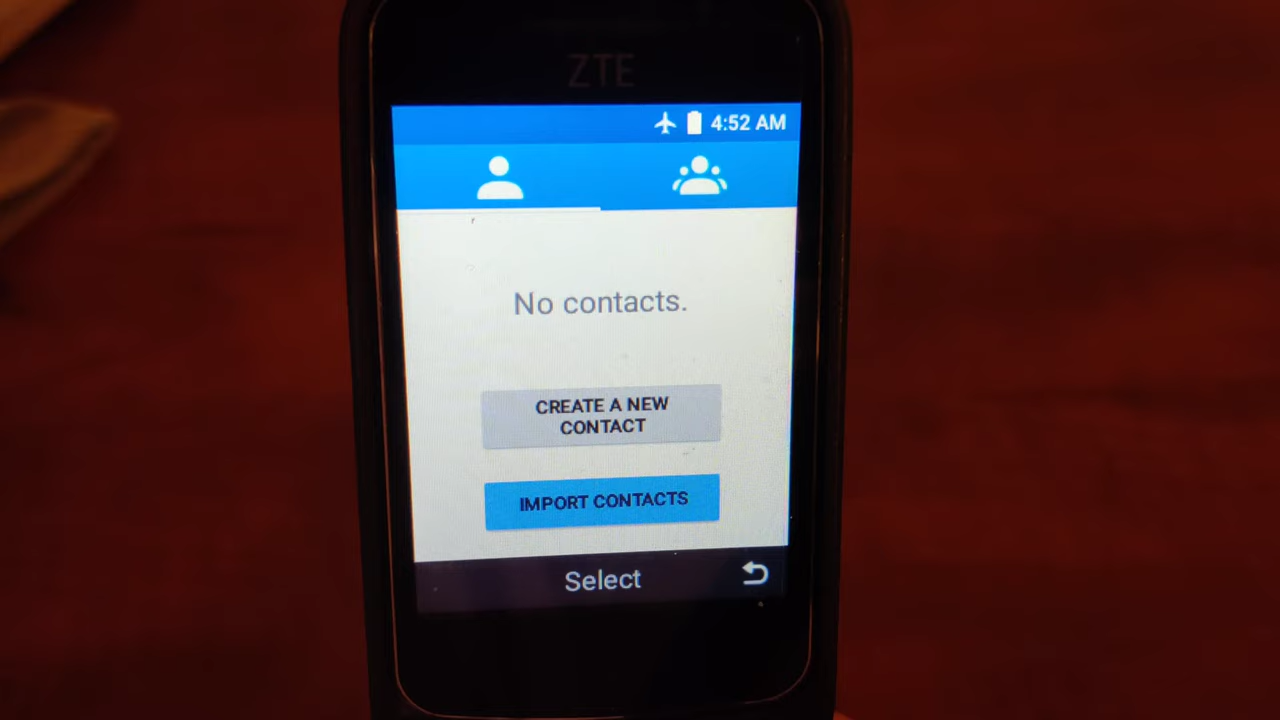 ZTE
4:52 AM
No contacts.
CREATE A NEW
CONTACT
IMPORT CONTACTS
Select